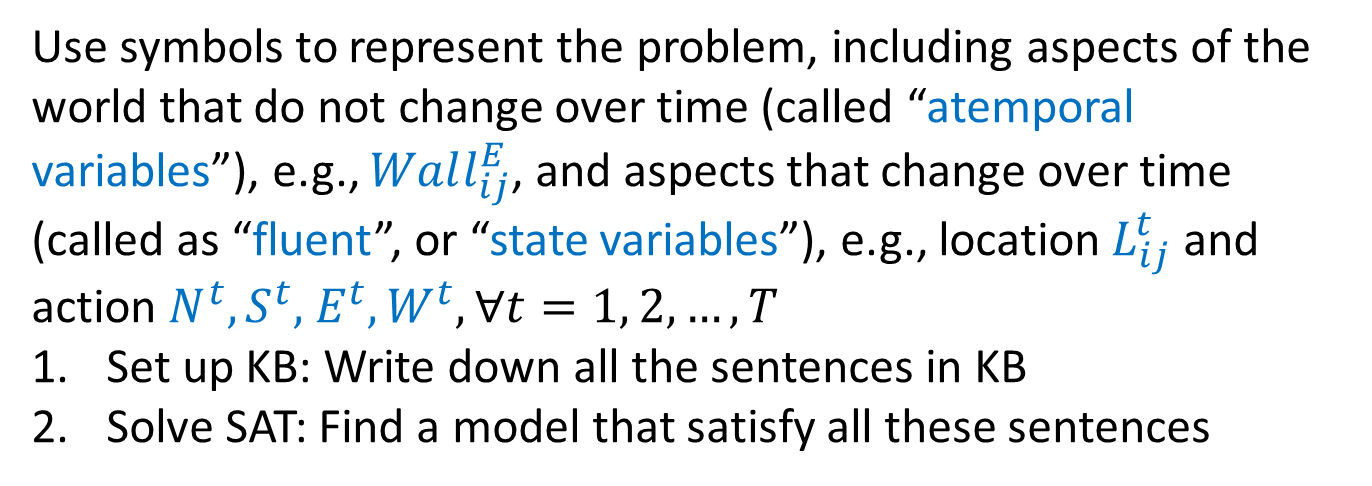 Use symbols to represent the problem, including aspects of the
world that do not change over time (called “atemporal
variables”), e.g., $Wall_{ij}^{E}$, and aspects that change over time
(called as “fluent”, or “state variables”), e.g., location $L_{ij}^{t}$ and
action $N^{t}, S^{t}, E^{t}, W^{t}, \forall t = 1, 2, \ldots, T$
1. Set up KB: Write down all the sentences in KB
2. Solve SAT: Find a model that satisfy all these sentences